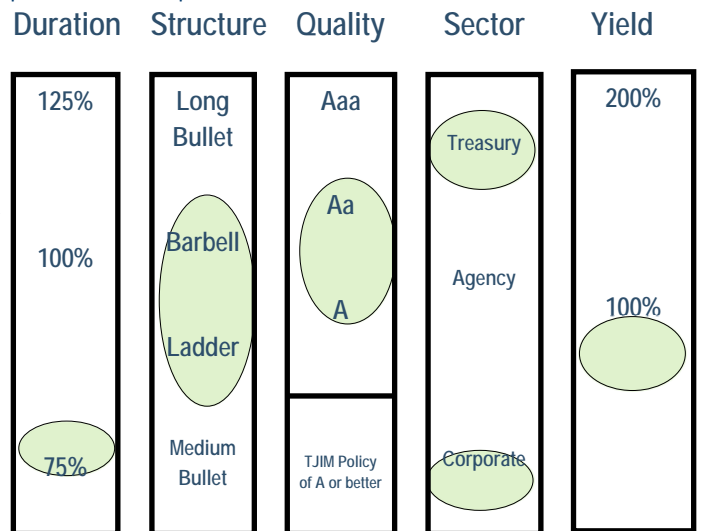 Duration Structure Quality Sector Yield
125%
100%
75%
Long
Bullet
Barbell
Ladder
Medium
Bullet
Aaa
Aa
A
TJIM Policy
of A or better
Treasury
Agency
Corporate
200%
100%